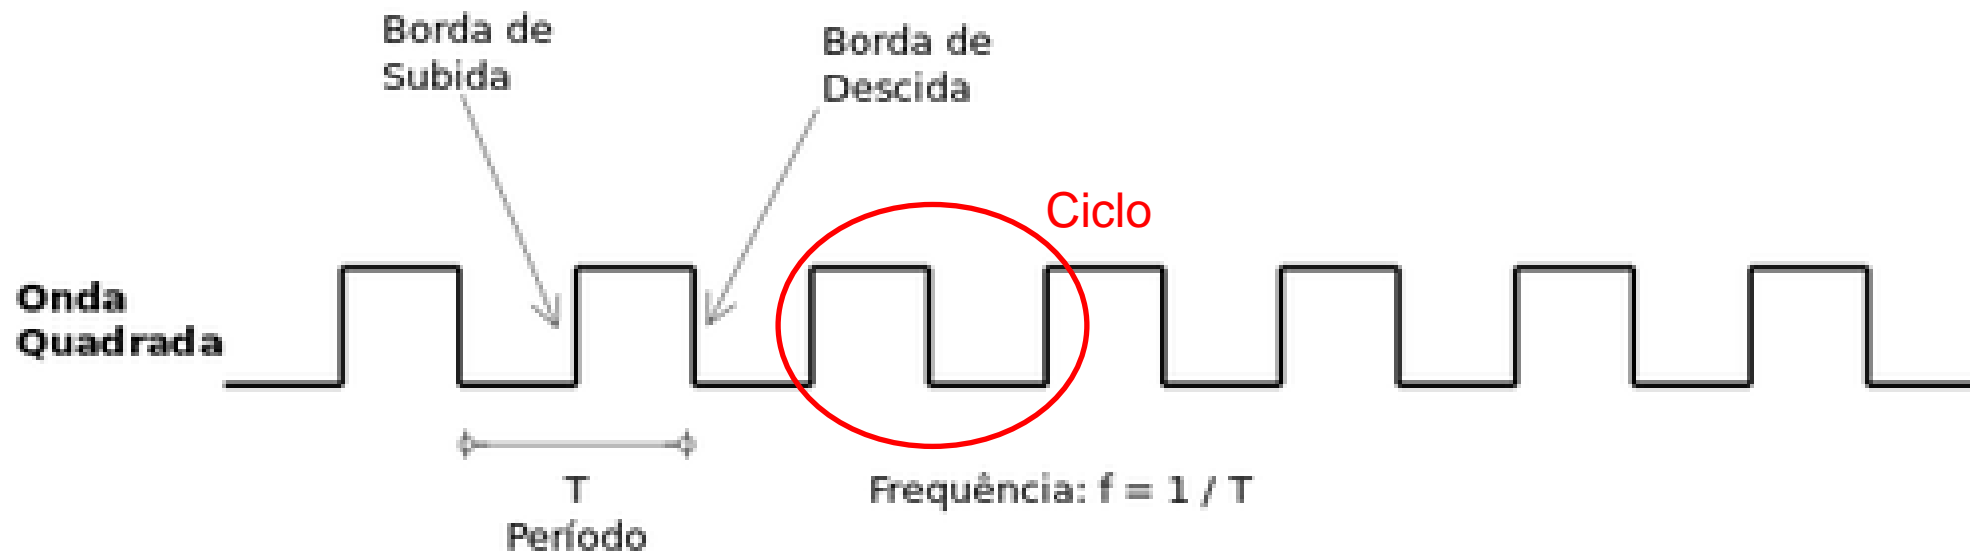 Borda de
Subida
Borda de
Descida
Ciclo
Onda
Quadrada
T
Período
Frequência: f = 1 / T